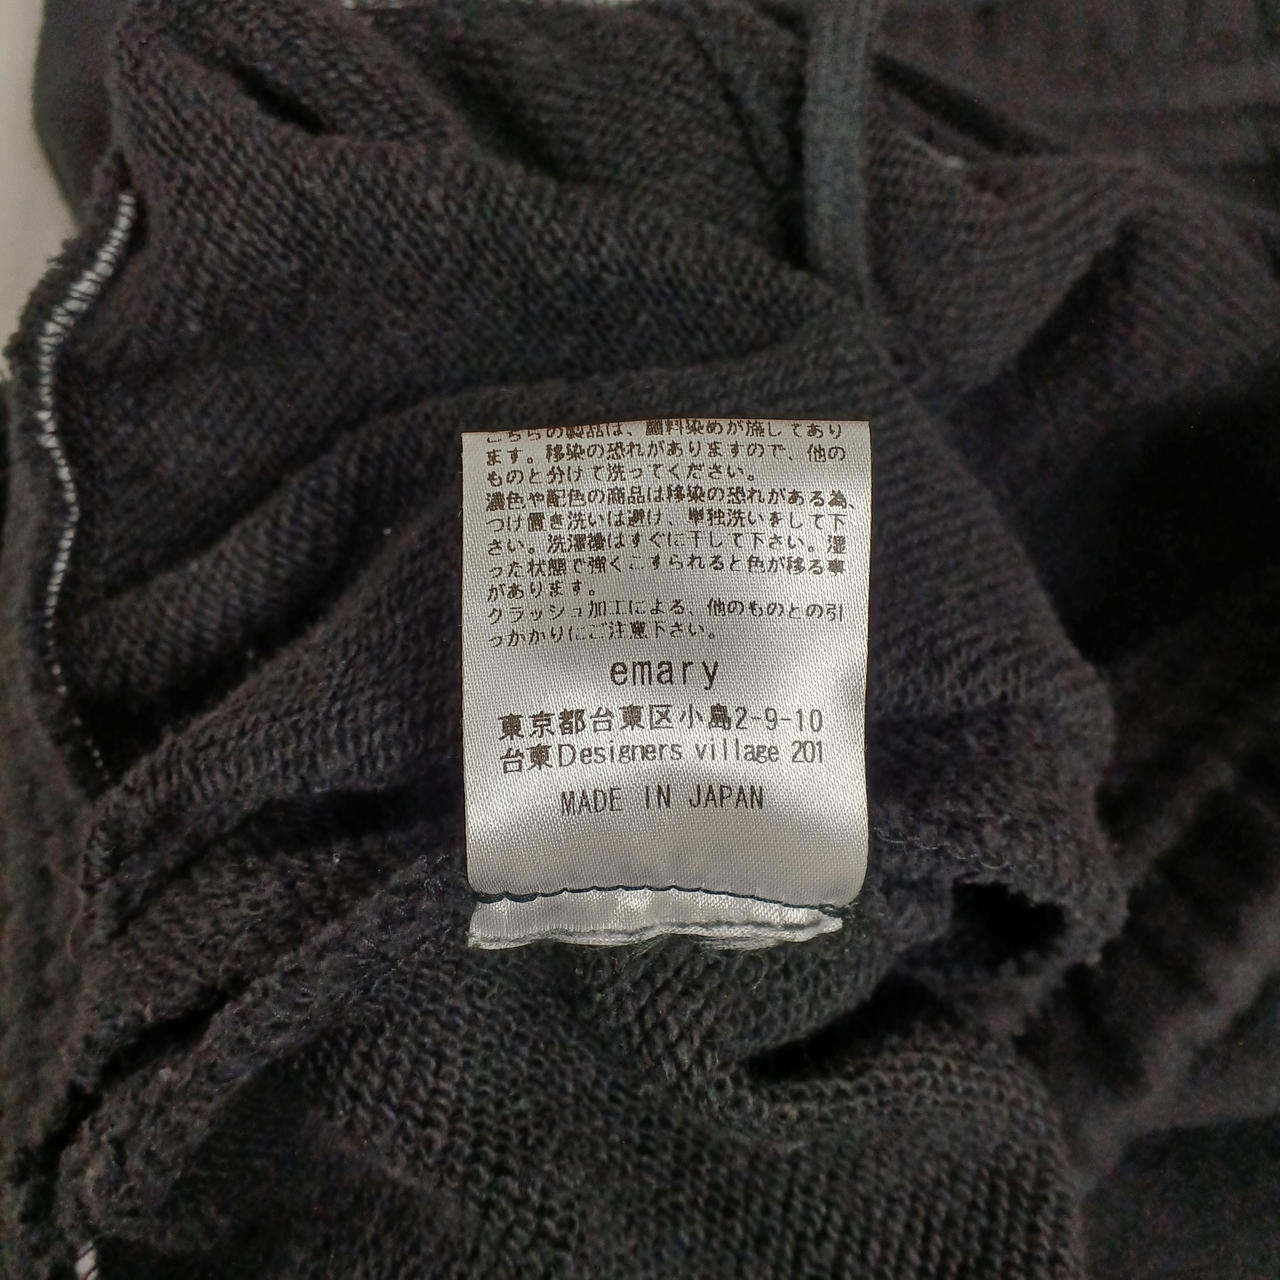 こちらの製品は、顔料染めが施してあり
ます。移染の恐れがありますので、他の
ものと分けて洗ってください。
濃色や配色の商品は移染の恐れがある為、
つけ置き洗いは避け、単独洗いをして下
さい。洗濯後はすぐに干して下さい。湿
った状態で強くこすられると色が移る事
があります。
クラッシュ加工による、他のものとの引
っかかりにご注意下さい。
emary
東京都台東区小島2-9-10
台東Designers village 201
MADE IN JAPAN